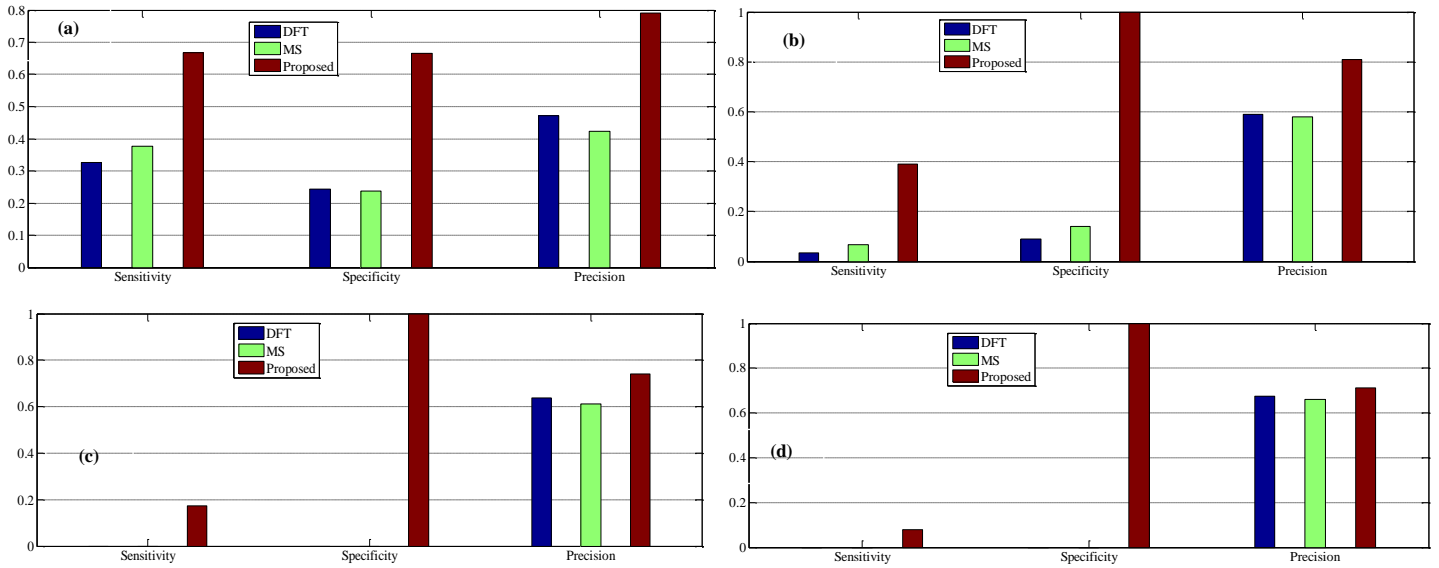 (a)
0.8
0.7
0.6
0.5
0.4
0.3
0.2
0.1
0
DFT
MS
Proposed
Sensitivity
Specificity
Precision
(b)
1
0.8
0.6
0.4
0.2
0
DFT
MS
Proposed
Sensitivity
Specificity
Precision
(c)
1
0.8
0.6
0.4
0.2
0
DFT
MS
Proposed
Sensitivity
Specificity
Precision
(d)
1
0.8
0.6
0.4
0.2
0
DFT
MS
Proposed
Sensitivity
Specificity
Precision